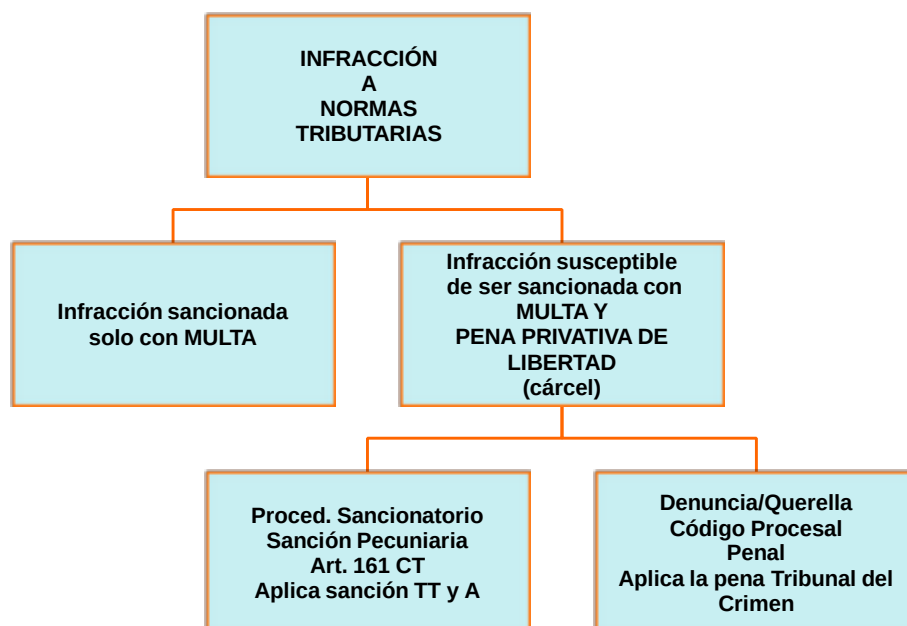 INFRACCIÓN
A
NORMAS
TRIBUTARIAS
Infracción sancionada
solo con MULTA
Infracción susceptible
de ser sancionada con
MULTA Y
PENA PRIVATIVA DE
LIBERTAD
(cárcel)
Proced. Sancionatorio
Sanción Pecuniaria
Art. 161 CT
Aplica sanción TT y A
Denuncia/Querella
Código Procesal
Penal
Aplica la pena Tribunal del
Crimen